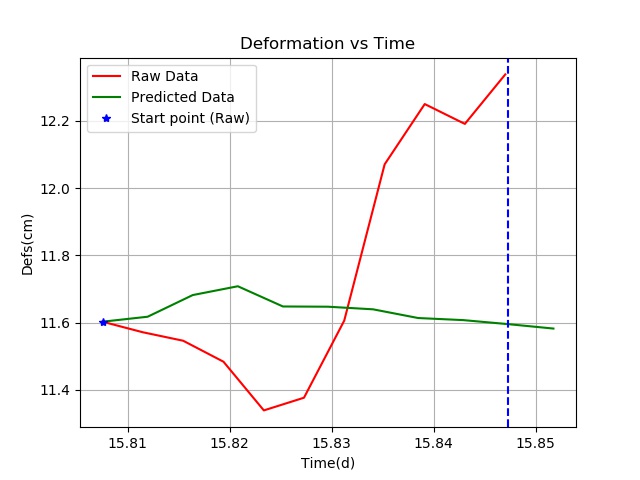 Deformation vs Time
Raw Data
Predicted Data
Start point (Raw)
Defs(cm)
12.2
12.0
11.8
11.6
11.4
15.81 15.82 15.83 15.84 15.85
Time(d)